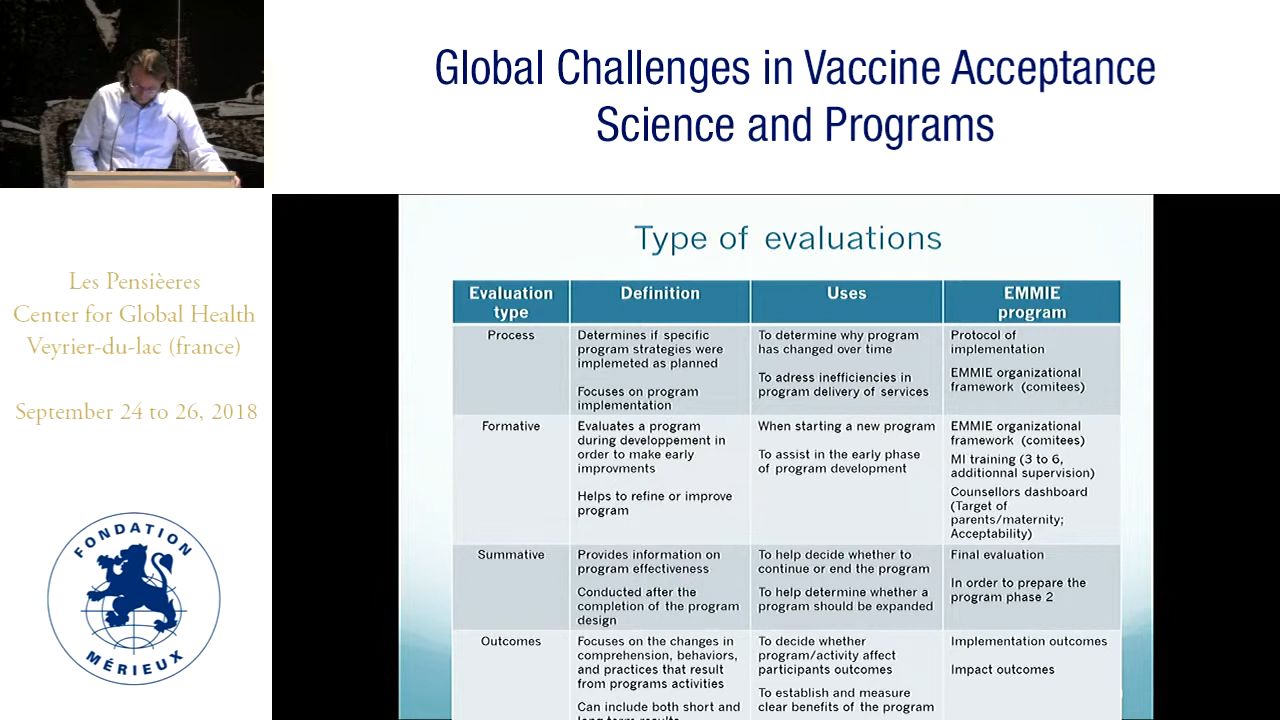 Global Challenges in Vaccine Acceptance
Science and Programs
Les Pensièeres
Center for Global Health
Veyrier-du-lac (france)
September 24 to 26, 2018
FONDATION
MÉRIEUX
Type of evaluations
Evaluation
type
Definition
Uses
EMMIE
program
Process
Determines if specific
program strategies were
implemeted as planned
Focuses on program
implementation
To determine why program
has changed over time
To adress inefficiencies in
program delivery of services
Protocol of
implementation
EMMIE organizational
framework (comitees)
Formative
Evaluates a program
during developpement in
order to make early
improvments
Helps to refine or improve
program
When starting a new program
To assist in the early phase
of program development
EMMIE organizational
framework (comitees)
MI training (3 to 6,
additionnal supervision)
Counsellors dashboard
(Target of
parents/maternity;
Acceptability)
Summative
Provides information on
program effectiveness
Conducted after the
completion of the program
design
To help decide whether to
continue or end the program
To help determine whether a
program should be expanded
Final evaluation
In order to prepare the
program phase 2
Outcomes
Focuses on the changes in
comprehension, behaviors,
and practices that result
from programs activities
Can include both short and
To decide whether
program/activity affect
participants outcomes
To establish and measure
clear benefits of the program
Implementation outcomes
Impact outcomes